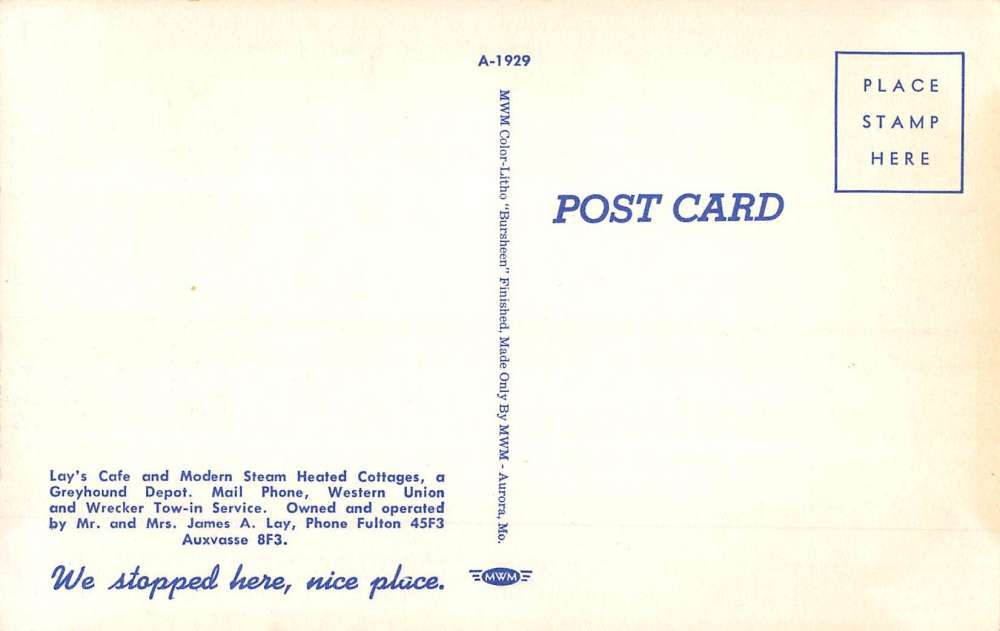 A-1929
PLACE
STAMP
HERE
POST CARD
MWM Color-Litho "Bursheen" Finished, Made Only By MWM - Aurora, Mo.
Lay's Cafe and Modern Steam Heated Cottages, a
Greyhound Depot. Mail Phone, Western Union
and Wrecker Tow-in Service. Owned and operated
by Mr. and Mrs. James A. Lay, Phone Fulton 45F3
Auxvasse 8F3.
We stopped here, nice place.
MWM